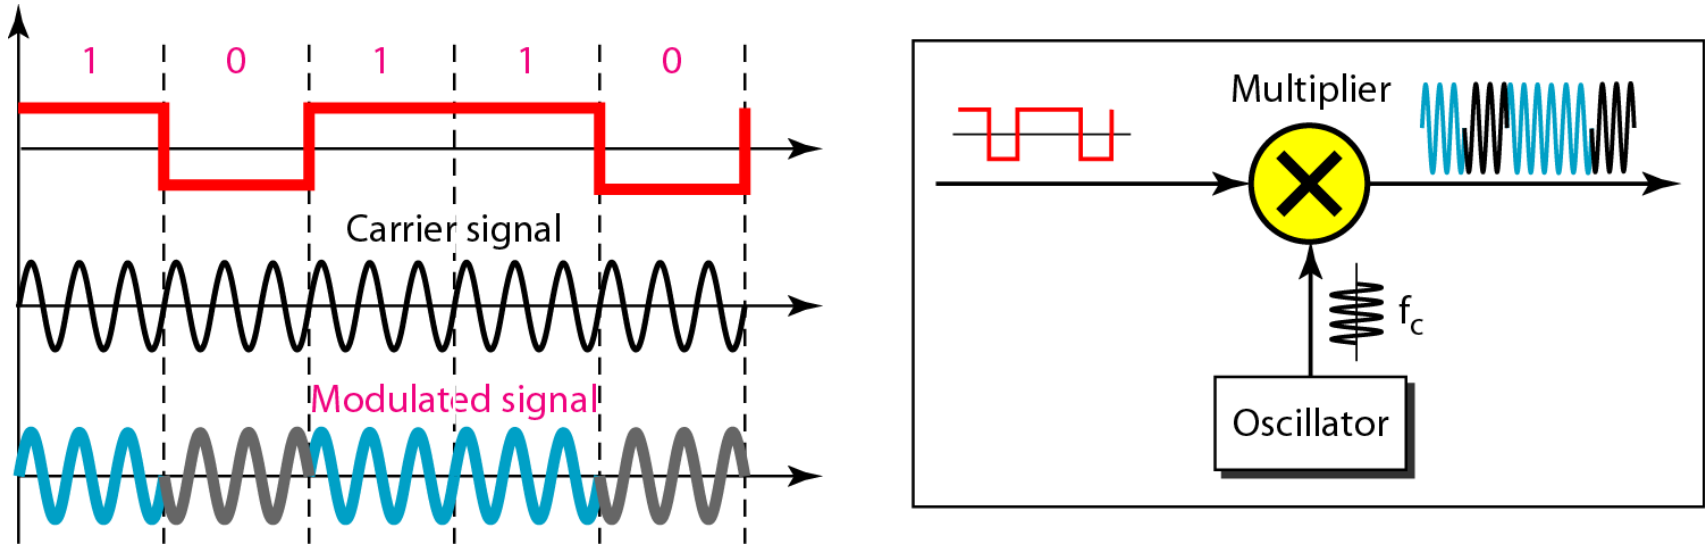 1 0 1 1 0
Carrier signal
Modulated signal
Multiplier
fc
Oscillator